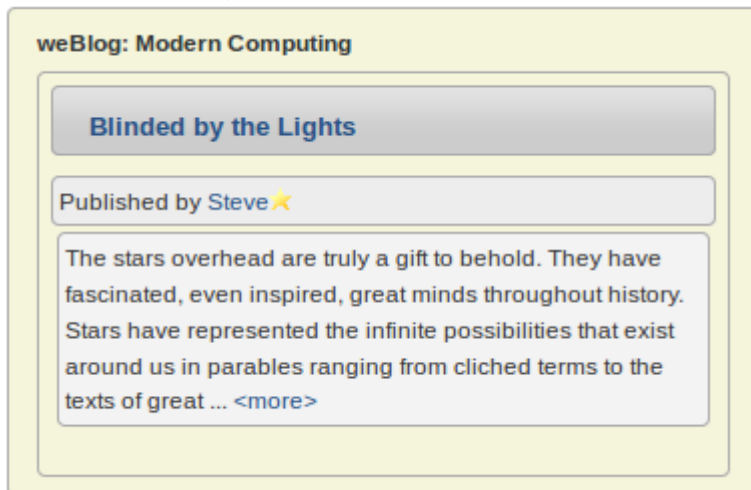 weBlog: Modern Computing
Blinded by the Lights
Published by Steve
The stars overhead are truly a gift to behold. They have
fascinated, even inspired, great minds throughout history.
Stars have represented the infinite possibilities that exist
around us in parables ranging from cliched terms to the
texts of great ... <more>